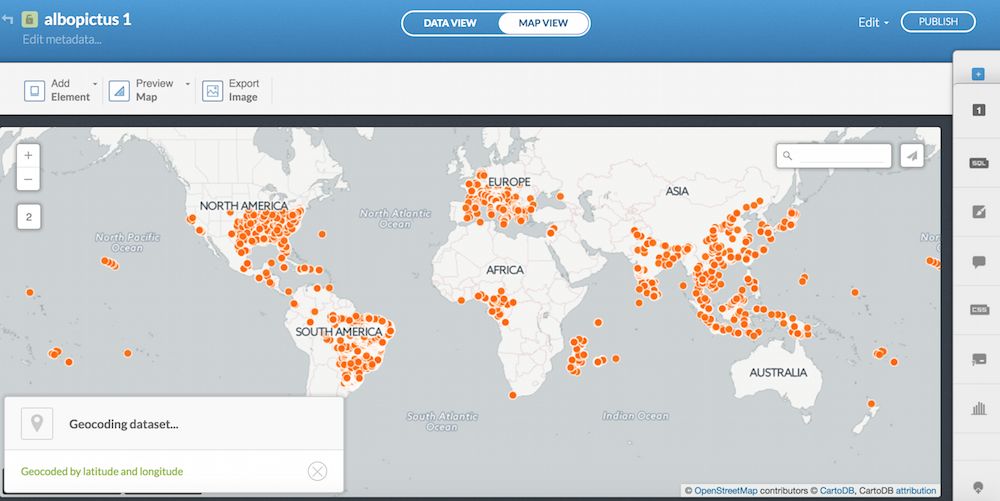 albopictus 1
Edit metadata...
DATA VIEW
MAP VIEW
Edit
PUBLISH
Add
Element
Preview
Map
Export
Image
+
1
SQL
CSS
+
−
2
NORTH AMERICA
EUROPE
ASIA
North Atlantic
Ocean
North Pacific
Ocean
Nor
AFRICA
SOUTH AMERICA
AUSTRALIA
South Atlantic
Ocean
Indian Ocean
Geocoding dataset...
Geocoded by latitude and longitude
© OpenStreetMap contributors © CartoDB, CartoDB attribution